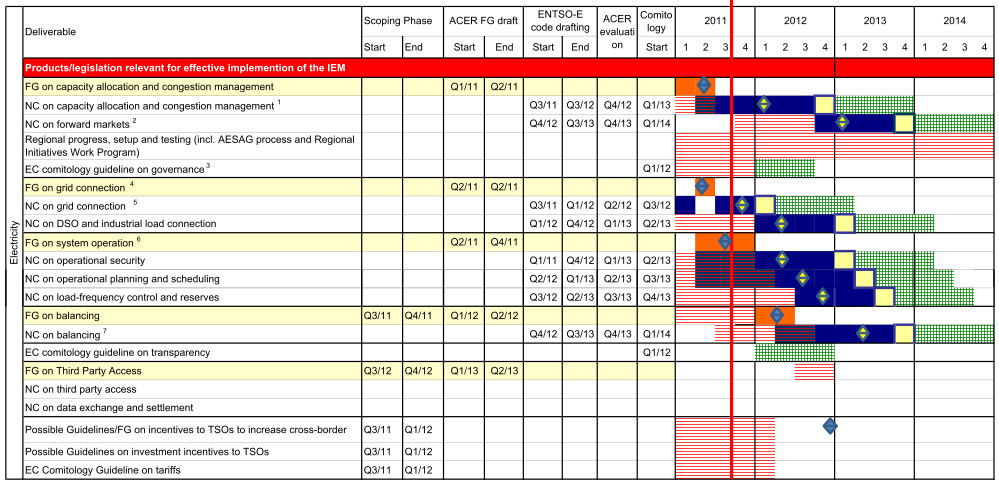 Deliverable Scoping Phase ACER FG draft ENTSO-E code drafting ACER evaluati on Comito logy 2011 2012 2013 2014
Start End Start End Start End Start 1 2 3 4 1 2 3 4 1 2 3 4 1 2 3 4
Products/legislation relevant for effective implemention of the IEM
Electricity
FG on capacity allocation and congestion management Q1/11 Q2/11
NC on capacity allocation and congestion management 1 Q3/11 Q3/12 Q4/12 Q1/13
NC on forward markets 2 Q4/12 Q3/13 Q4/13 Q1/14
Regional progress, setup and testing (incl. AESAG process and Regional
Initiatives Work Program)
EC comitology guideline on governance 3 Q1/12
FG on grid connection 4 Q2/11 Q2/11
NC on grid connection 5 Q3/11 Q1/12 Q2/12 Q3/12
NC on DSO and industrial load connection Q1/12 Q4/12 Q1/13 Q2/13
FG on system operation 6 Q2/11 Q4/11
NC on operational security Q1/11 Q4/12 Q1/13 Q2/13
NC on operational planning and scheduling Q2/12 Q1/13 Q2/13 Q3/13
NC on load-frequency control and reserves Q3/12 Q2/13 Q3/13 Q4/13
FG on balancing Q3/11 Q4/11 Q1/12 Q2/12
NC on balancing 7 Q4/12 Q3/13 Q4/13 Q1/14
EC comitology guideline on transparency Q1/12
FG on Third Party Access Q3/12 Q4/12 Q1/13 Q2/13
NC on third party access
NC on data exchange and settlement
Possible Guidelines/FG on incentives to TSOs to increase cross-border Q3/11 Q1/12
Possible Guidelines on investment incentives to TSOs Q3/11 Q1/12
EC Comitology Guideline on tariffs Q3/11 Q1/12